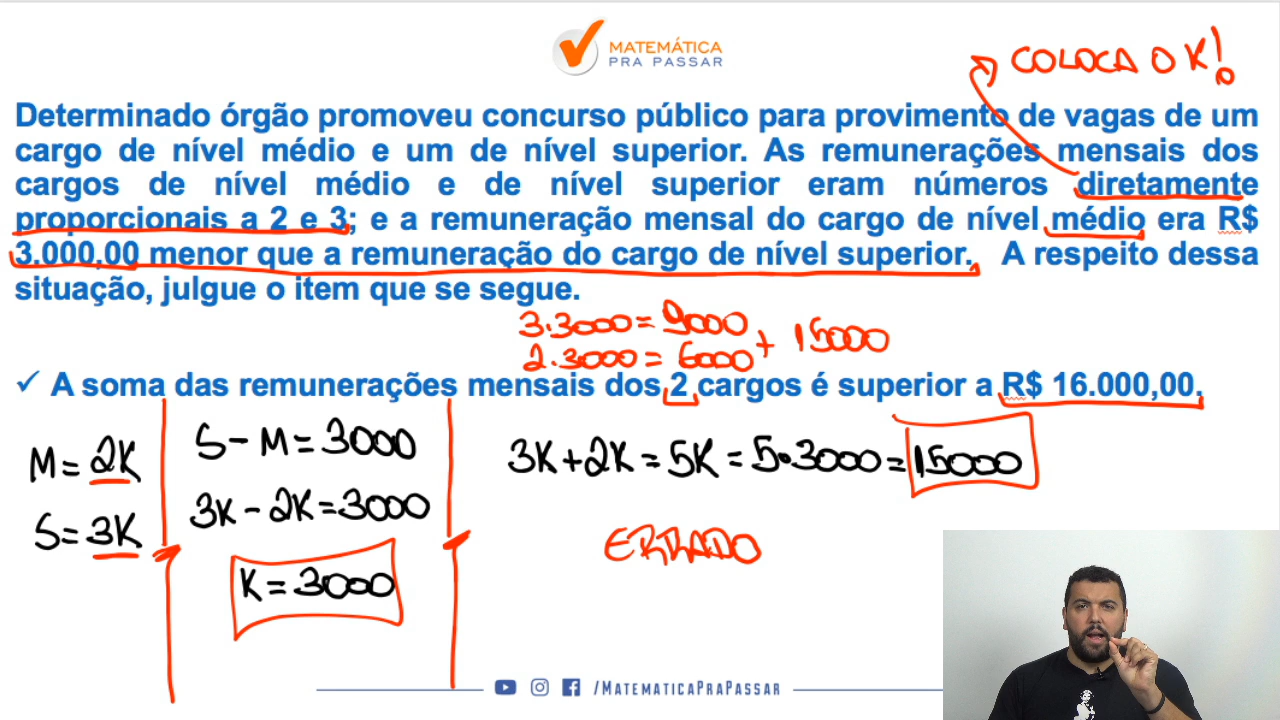 MATEMÁTICA
PRA PASSAR
COLOCA O K!
Determinado órgão promoveu concurso público para provimento de vagas de um
cargo de nível médio e um de nível superior. As remunerações mensais dos
cargos de nível médio e de nível superior eram números diretamente
proporcionais a 2 e 3; e a remuneração mensal do cargo de nível médio era R$
3.000,00 menor que a remuneração do cargo de nível superior. A respeito dessa
situação, julgue o item que se segue.
3.3000=9000
2.3000=6000 + 15000
✓ A soma das remunerações mensais dos 2 cargos é superior a R$ 16.000,00.
M=2K
S=3K
S-M=3000
3K-2K=3000
K=3000
3K+2K=5K=5.3000=15000
ERRADO
/MATEMATICAPRAPASSAR